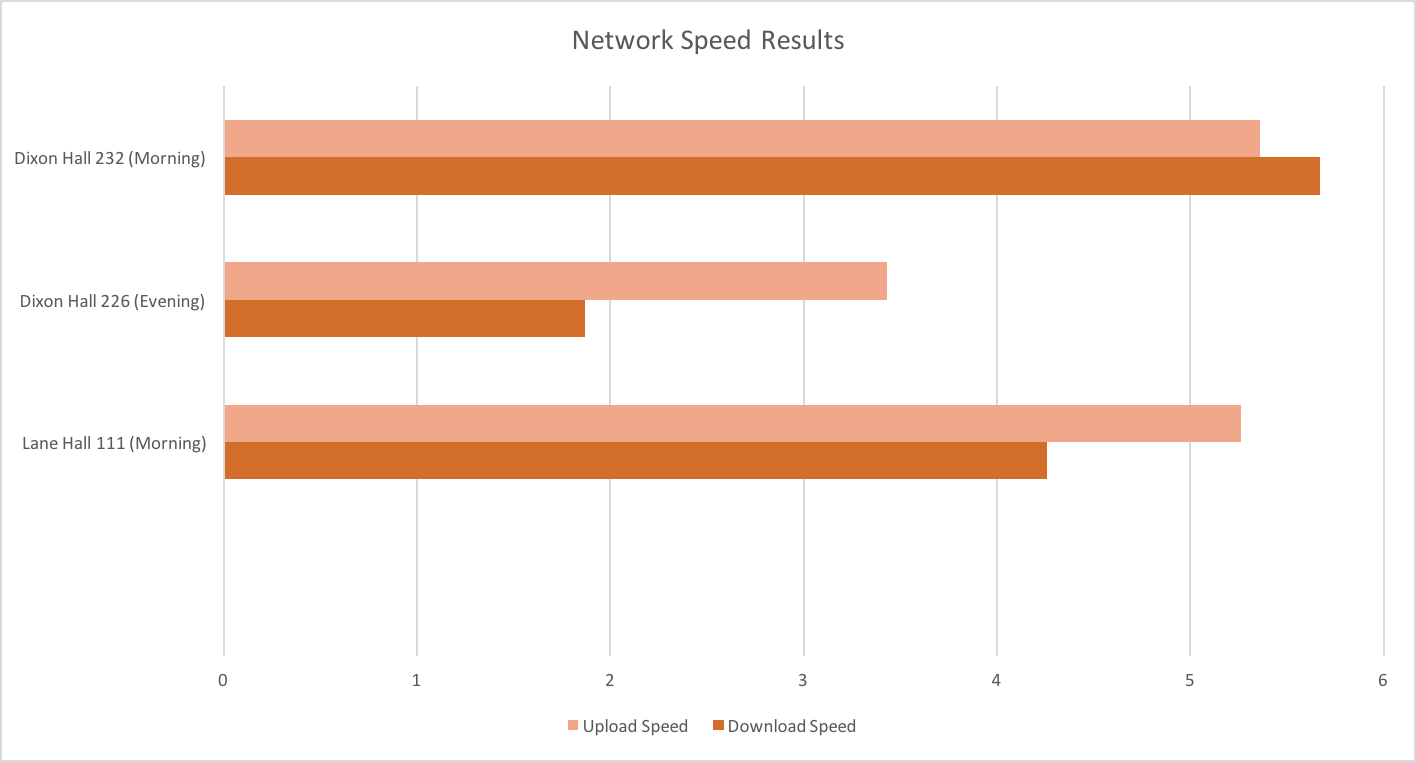 Network Speed Results
Dixon Hall 232 (Morning)
Dixon Hall 226 (Evening)
Lane Hall 111 (Morning)
0 1 2 3 4 5 6
Upload Speed Download Speed